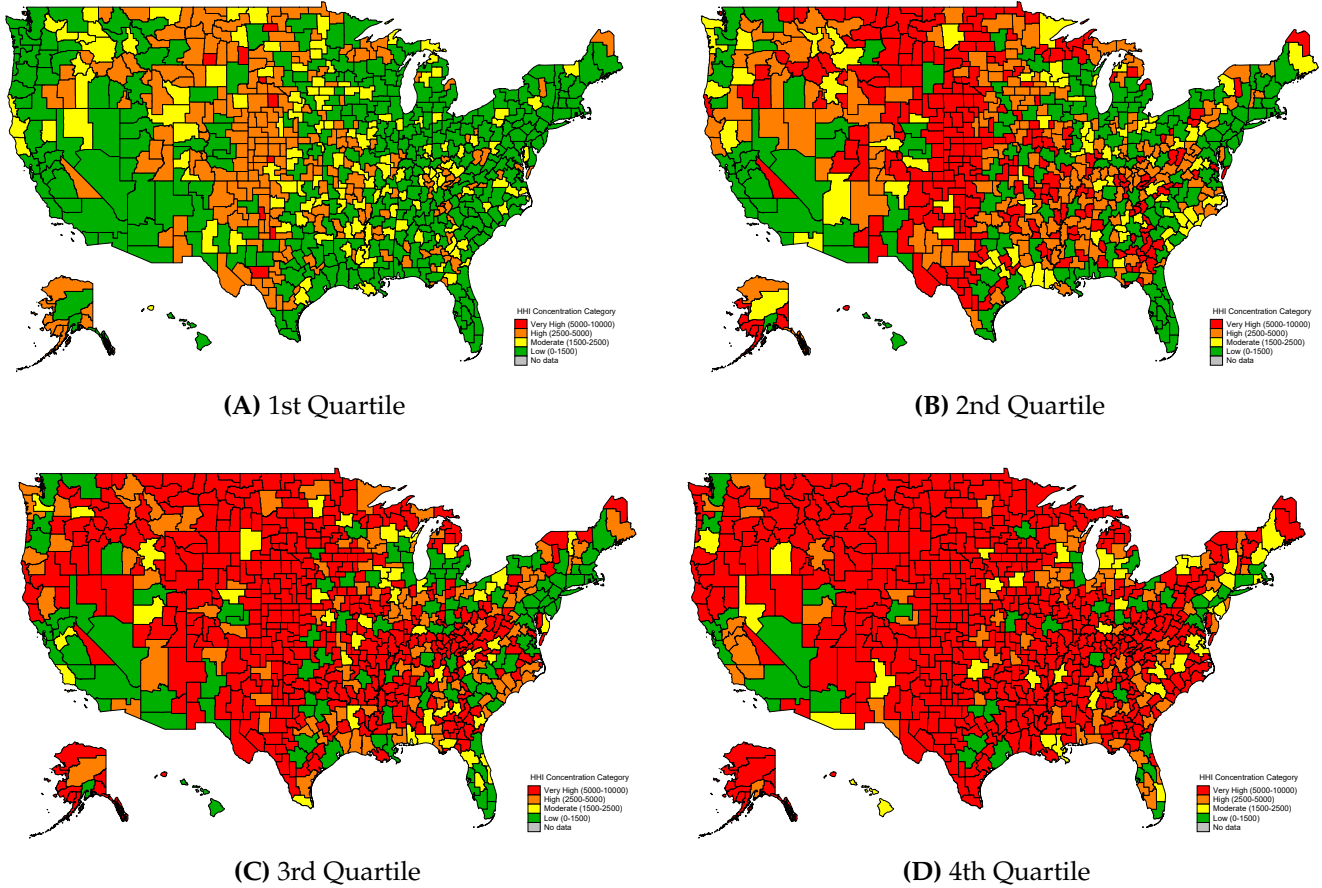 HHI Concentration Category
Very High (5000-10000)
High (2500-5000)
Moderate (1500-2500)
Low (0-1500)
No data
(A) 1st Quartile
HHI Concentration Category
Very High (5000-10000)
High (2500-5000)
Moderate (1500-2500)
Low (0-1500)
No data
(B) 2nd Quartile
HHI Concentration Category
Very High (5000-10000)
High (2500-5000)
Moderate (1500-2500)
Low (0-1500)
No data
(C) 3rd Quartile
HHI Concentration Category
Very High (5000-10000)
High (2500-5000)
Moderate (1500-2500)
Low (0-1500)
No data
(D) 4th Quartile